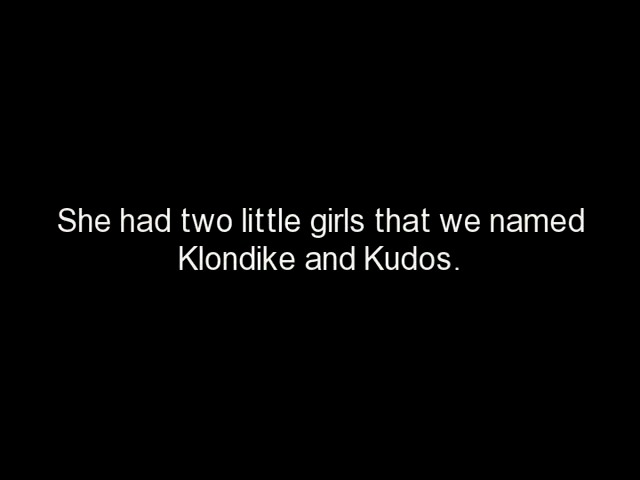 She had two little girls that we named
Klondike and Kudos.